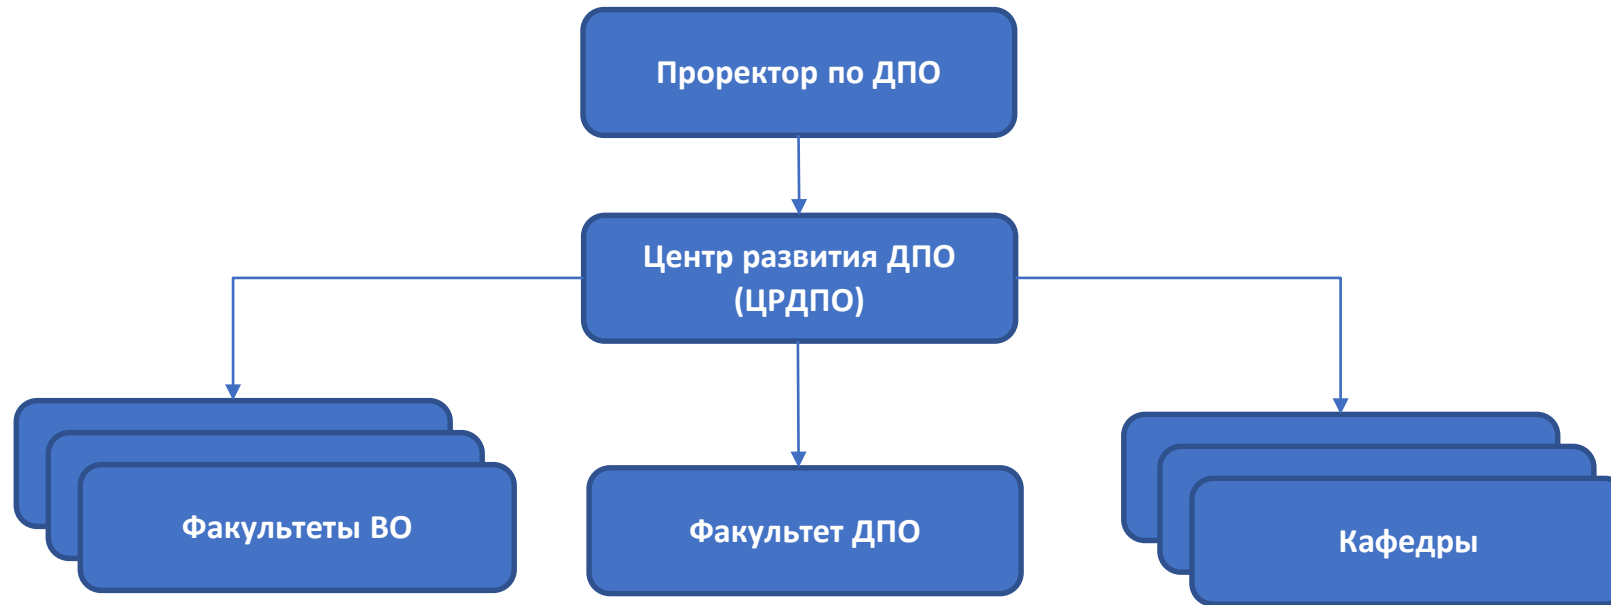 Проректор по ДПО
Центр развития ДПО
(ЦРДПО)
Факультеты ВО
Факультет ДПО
Кафедры